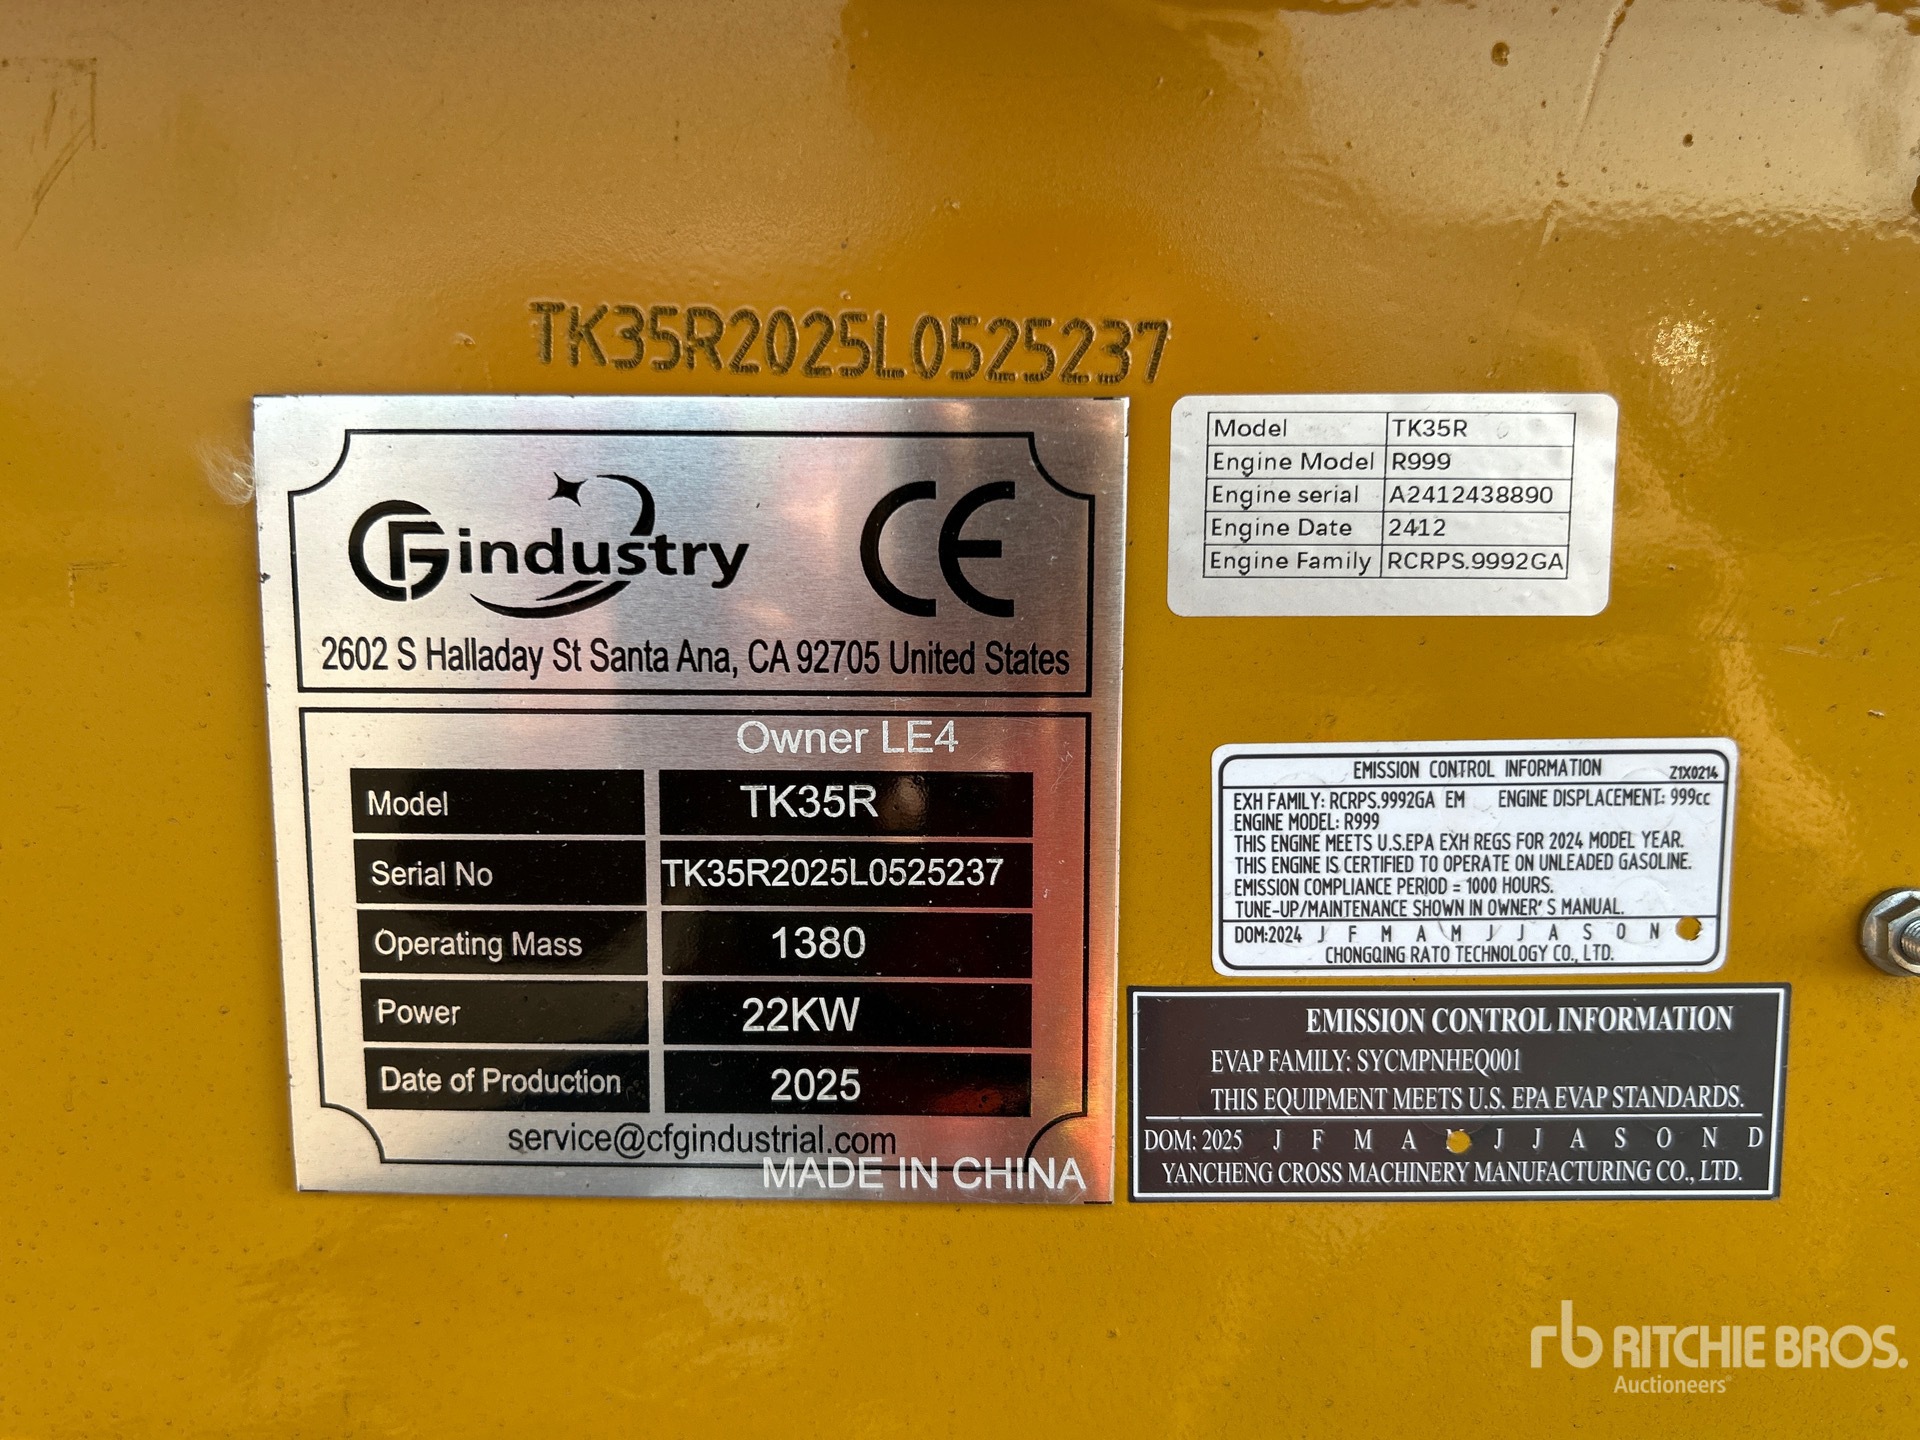 TK35R2025L0525237
CFG industry CE
2602 S Halladay St Santa Ana, CA 92705 United States
Owner LE4
Model TK35R
Serial No TK35R2025L0525237
Operating Mass 1380
Power 22KW
Date of Production 2025
service@cfgindustrial.com
MADE IN CHINA
Model TK35R
Engine Model R999
Engine serial A2412438890
Engine Date 2412
Engine Family RCRPS.9992GA
EMISSION CONTROL INFORMATION Z1X0214
EXH FAMILY: RCRPS.9992GA EM ENGINE DISPLACEMENT: 999cc
ENGINE MODEL: R999
THIS ENGINE MEETS U.S.EPA EXH REGS FOR 2024 MODEL YEAR.
THIS ENGINE IS CERTIFIED TO OPERATE ON UNLEADED GASOLINE.
EMISSION COMPLIANCE PERIOD = 1000 HOURS.
TUNE-UP/MAINTENANCE SHOWN IN OWNER'S MANUAL.
DOM:2024 J F M A M J J A S O N
CHONGQING RATO TECHNOLOGY CO., LTD.
EMISSION CONTROL INFORMATION
EVAP FAMILY: SYCMPNHEQ001
THIS EQUIPMENT MEETS U.S. EPA EVAP STANDARDS.
DOM: 2025 J F M A M J J A S O N D
YANCHENG CROSS MACHINERY MANUFACTURING CO., LTD.
rb RITCHIE BROS.
Auctioneers